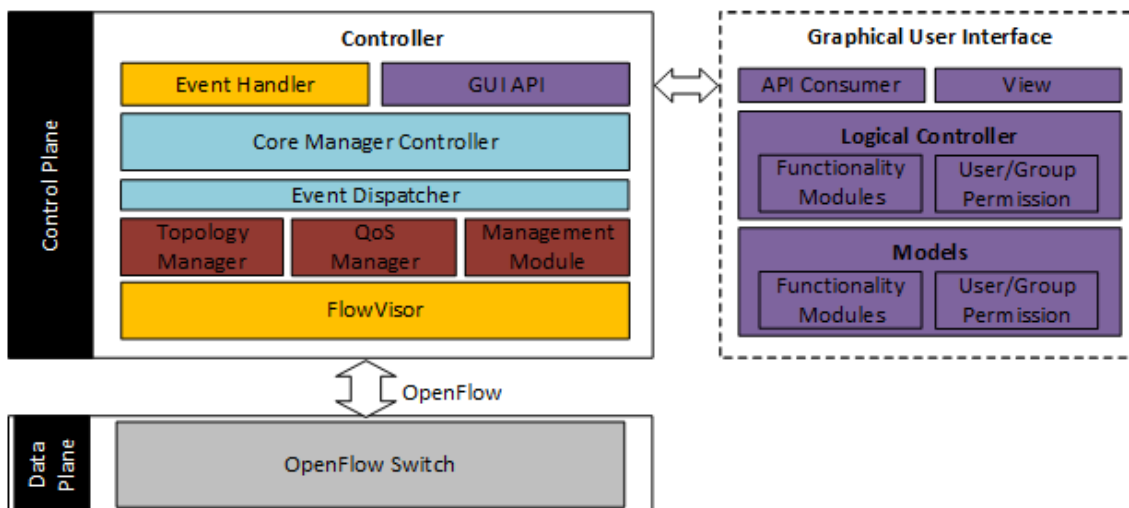 Control Plane
Controller
Event Handler
GUI API
Core Manager Controller
Event Dispatcher
Topology
Manager
QoS
Manager
Management
Module
FlowVisor
Graphical User Interface
API Consumer
View
Logical Controller
Functionality
Modules
User/Group
Permission
Models
Functionality
Modules
User/Group
Permission
OpenFlow
Data
Plane
OpenFlow Switch